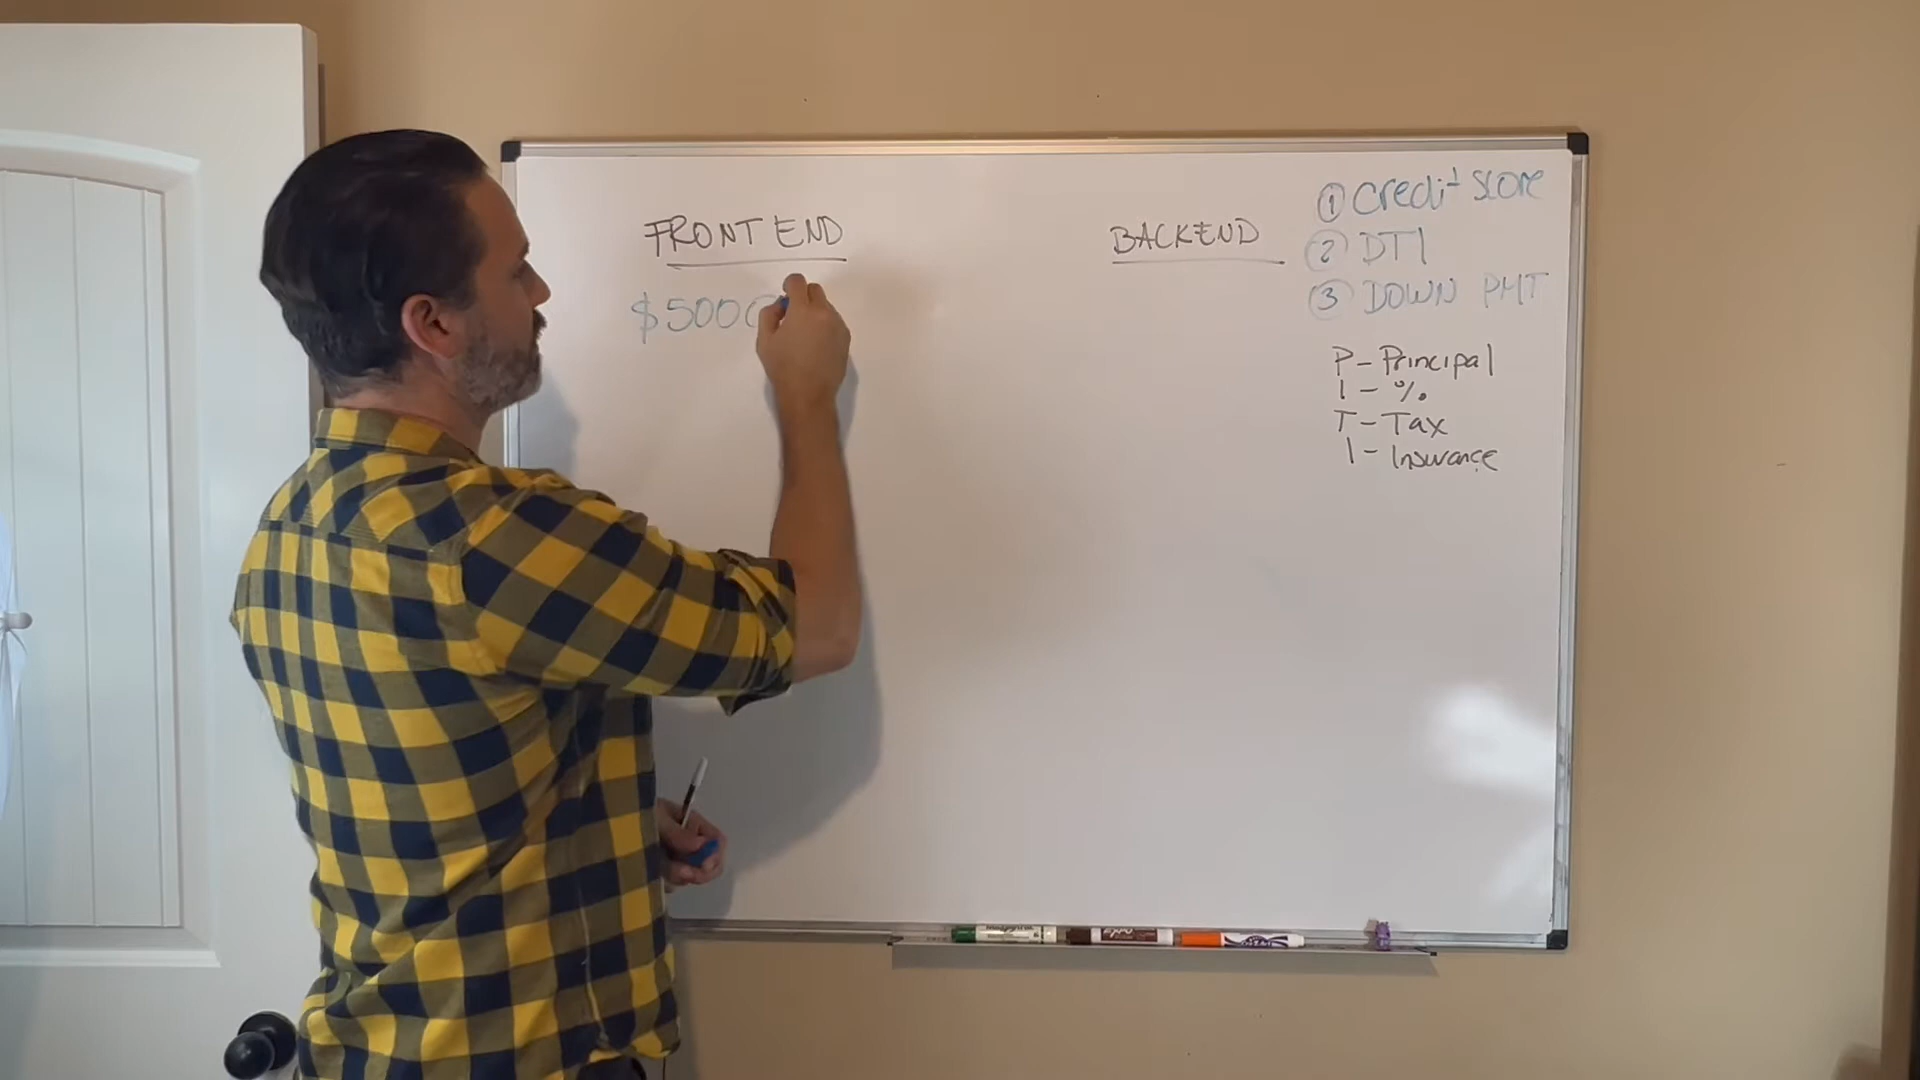 FRONT END
$5000
BACKEND
① Credit Score
② DTI
③ DOWN PMT
P - Principal
I - %
T - Tax
I - Insurance